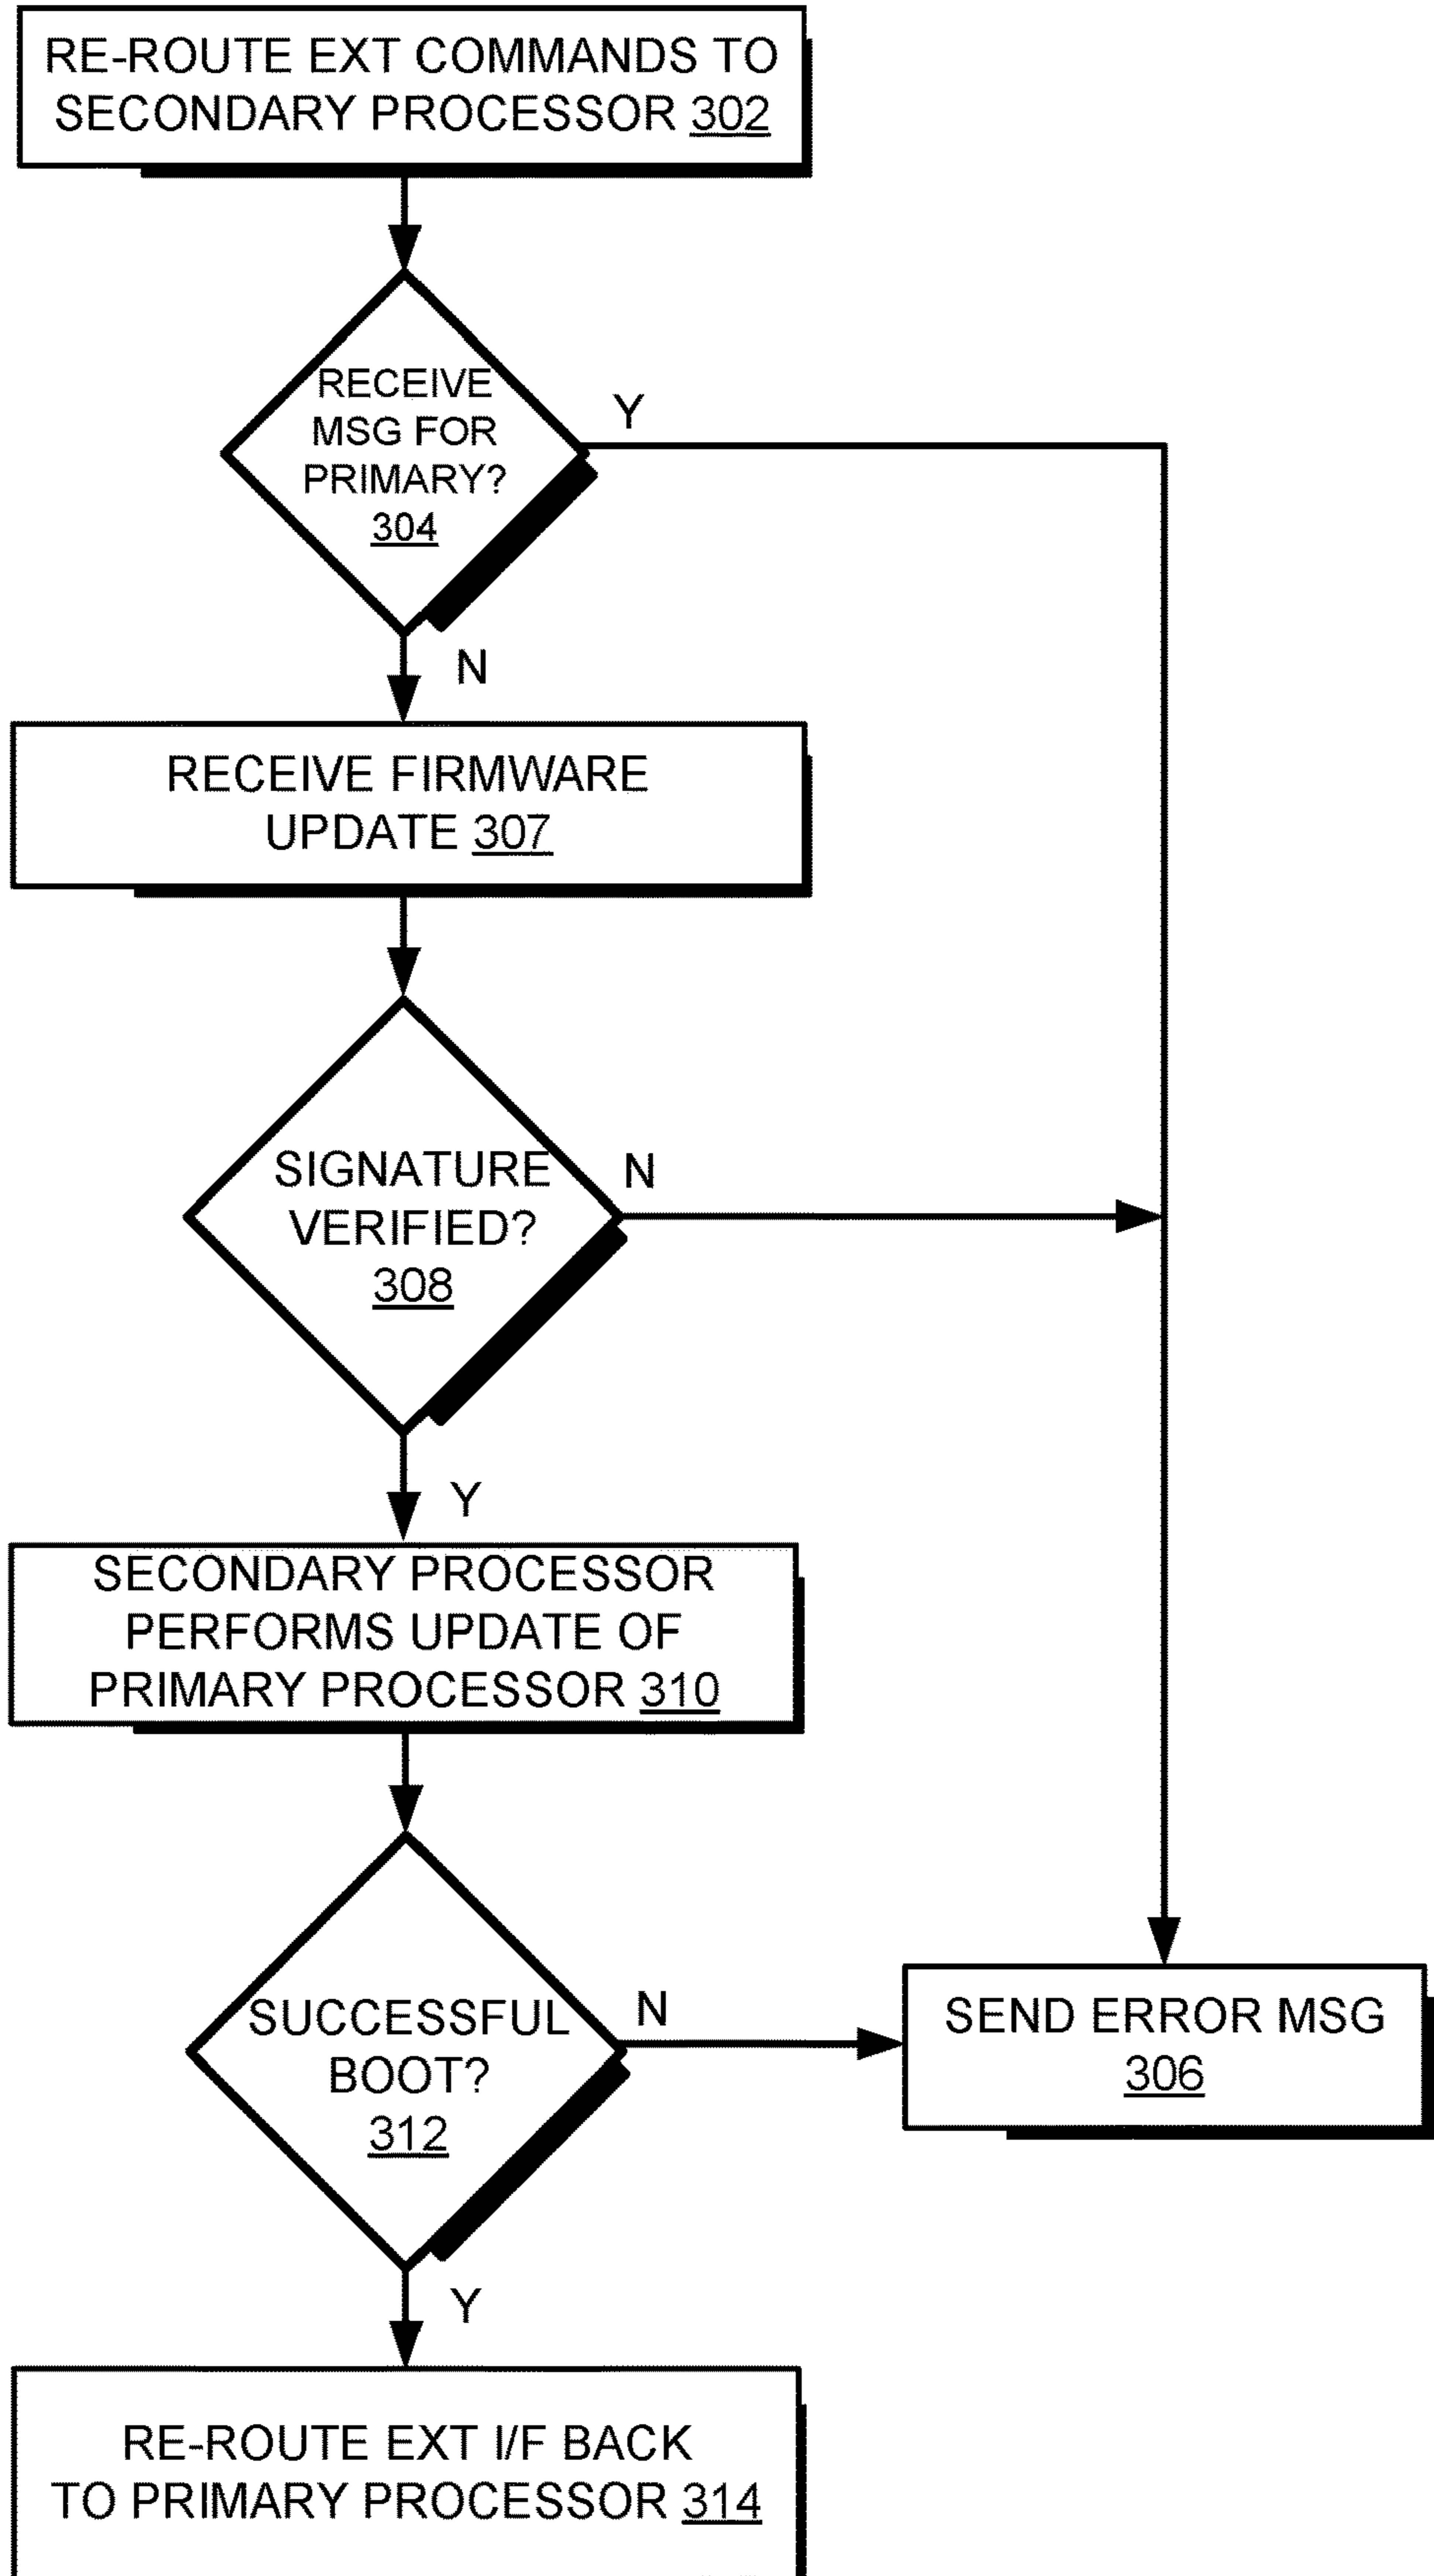 RE-ROUTE EXT COMMANDS TO
SECONDARY PROCESSOR 302
RECEIVE
MSG FOR
PRIMARY?
304
Y
N
RECEIVE FIRMWARE
UPDATE 307
SIGNATURE
VERIFIED?
308
N
Y
SECONDARY PROCESSOR
PERFORMS UPDATE OF
PRIMARY PROCESSOR 310
SUCCESSFUL
BOOT?
312
N
SEND ERROR MSG
306
Y
RE-ROUTE EXT I/F BACK
TO PRIMARY PROCESSOR 314